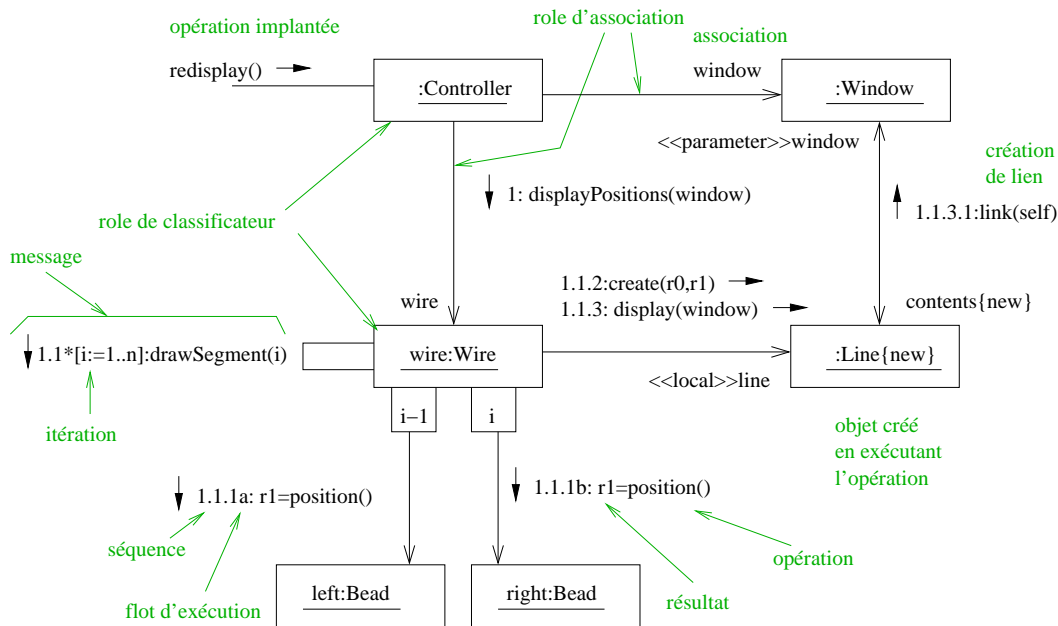 opération implantée
role d'association
association
redisplay()
:Controller
window
:Window
<<parameter>>window
création
de lien
1: displayPositions(window)
1.1.3.1:link(self)
role de classificateur
message
1.1.2:create(r0,r1)
1.1.3: display(window)
wire
contents{new}
1.1*[i:=1..n]:drawSegment(i)
wire:Wire
:Line{new}
<<local>>line
i−1
i
itération
objet créé
en exécutant
l'opération
1.1.1a: r1=position()
1.1.1b: r1=position()
séquence
opération
left:Bead
right:Bead
flot d'exécution
résultat